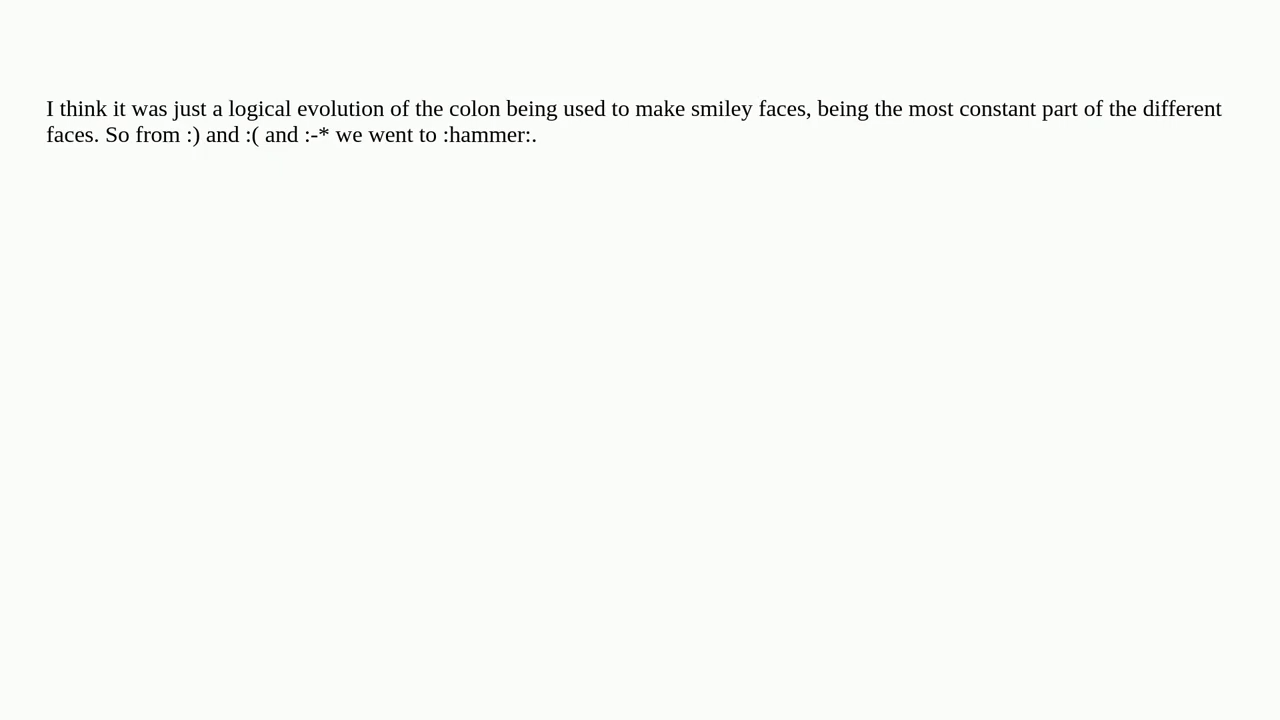 I think it was just a logical evolution of the colon being used to make smiley faces, being the most constant part of the different
faces. So from :) and :( and :-* we went to :hammer:.